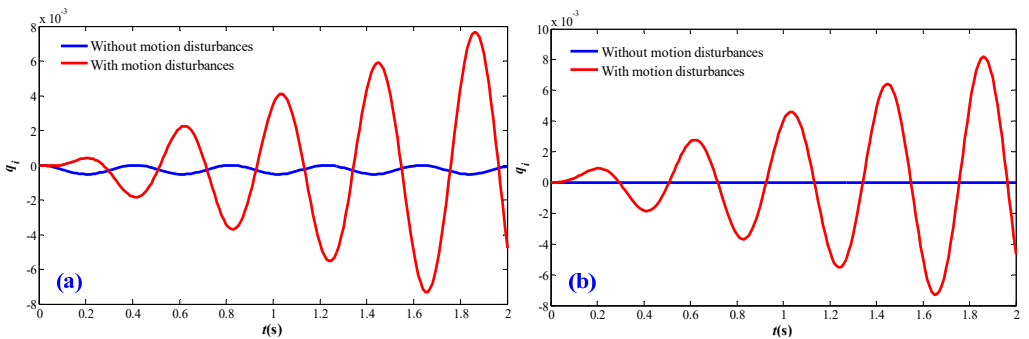 x 10^-3
8
Without motion disturbances
With motion disturbances
6
4
2
0
-2
-4
-6
-8
q_i
(a)
0 0.2 0.4 0.6 0.8 1 1.2 1.4 1.6 1.8 2
t(s)
x 10^-3
10
Without motion disturbances
With motion disturbances
8
6
4
2
0
-2
-4
-6
-8
q_i
(b)
0 0.2 0.4 0.6 0.8 1 1.2 1.4 1.6 1.8 2
t(s)